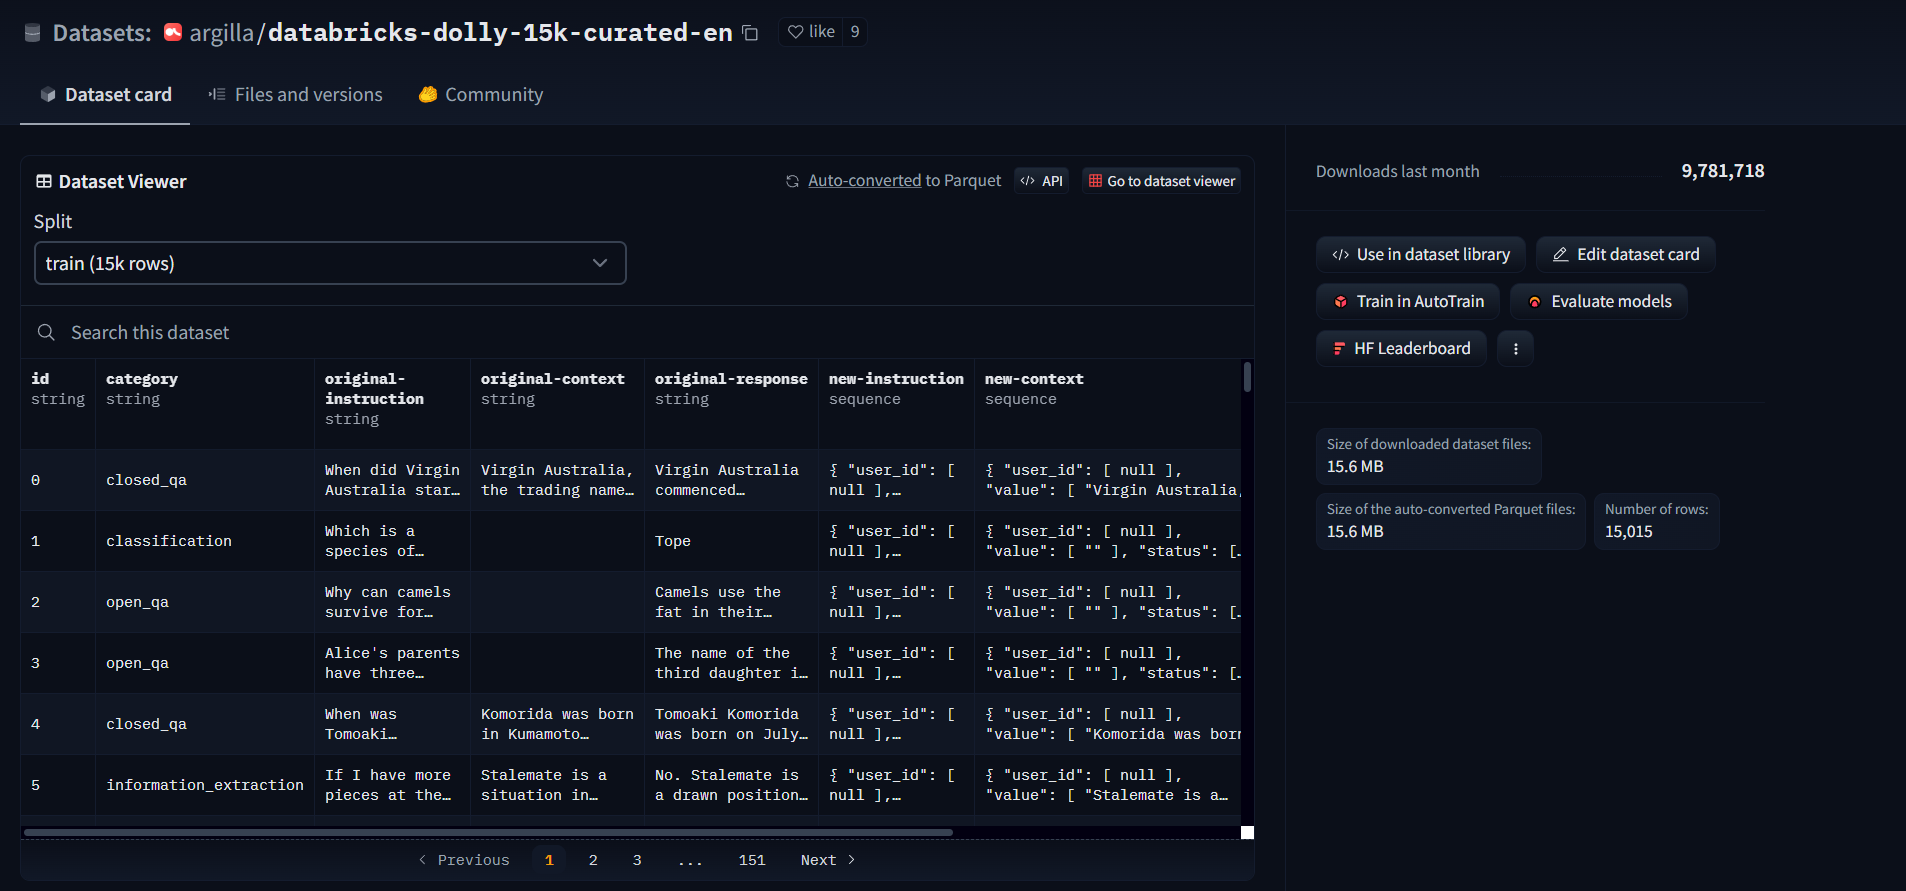 Datasets: argilla/databricks-dolly-15k-curated-en like 9
Dataset card Files and versions Community
Dataset Viewer Auto-converted to Parquet API Go to dataset viewer
Split
train (15k rows)
Search this dataset
id category original- original-context original-response new-instruction new-context
string string instruction string string sequence sequence
string
When did Virgin Virgin Australia, Virgin Australia { "user_id": [ { "user_id": [ null ],
0 closed_qa Australia star… the trading name… commenced… null ],… "value": [ "Virgin Australia,
Which is a { "user_id": [ { "user_id": [ null ],
1 classification species of… Tope null ],… "value": [ "" ], "status": […
Why can camels Camels use the { "user_id": [ { "user_id": [ null ],
2 open_qa survive for… fat in their… null ],… "value": [ "" ], "status": […
Alice's parents The name of the { "user_id": [ { "user_id": [ null ],
3 open_qa have three… third daughter i… null ],… "value": [ "" ], "status": […
When was Komorida was born Tomoaki Komorida { "user_id": [ { "user_id": [ null ],
4 closed_qa Tomoaki… in Kumamoto… was born on July… null ],… "value": [ "Komorida was born
If I have more Stalemate is a No. Stalemate is { "user_id": [ { "user_id": [ null ],
5 information_extraction pieces at the… situation in… a drawn position… null ],… "value": [ "Stalemate is a…
Previous 1 2 3 ... 151 Next
Downloads last month 9,781,718
Use in dataset library Edit dataset card
Train in AutoTrain Evaluate models
HF Leaderboard
Size of downloaded dataset files:
15.6 MB
Size of the auto-converted Parquet files: Number of rows:
15.6 MB 15,015